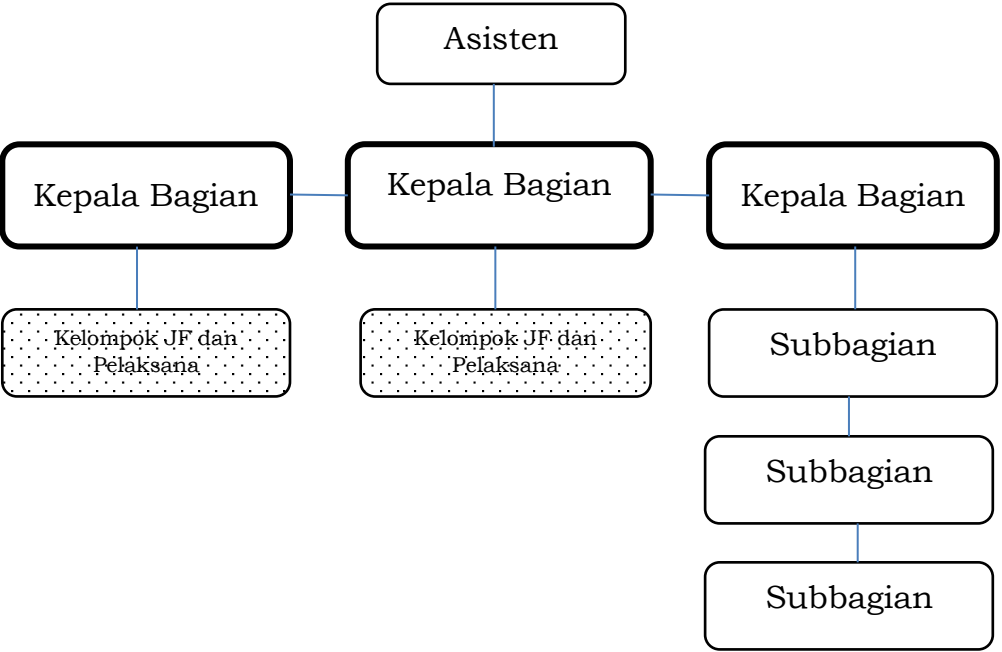 Asisten
Kepala Bagian
Kepala Bagian
Kepala Bagian
Kelompok JF dan
Pelaksana
Kelompok JF dan
Pelaksana
Subbagian
Subbagian
Subbagian